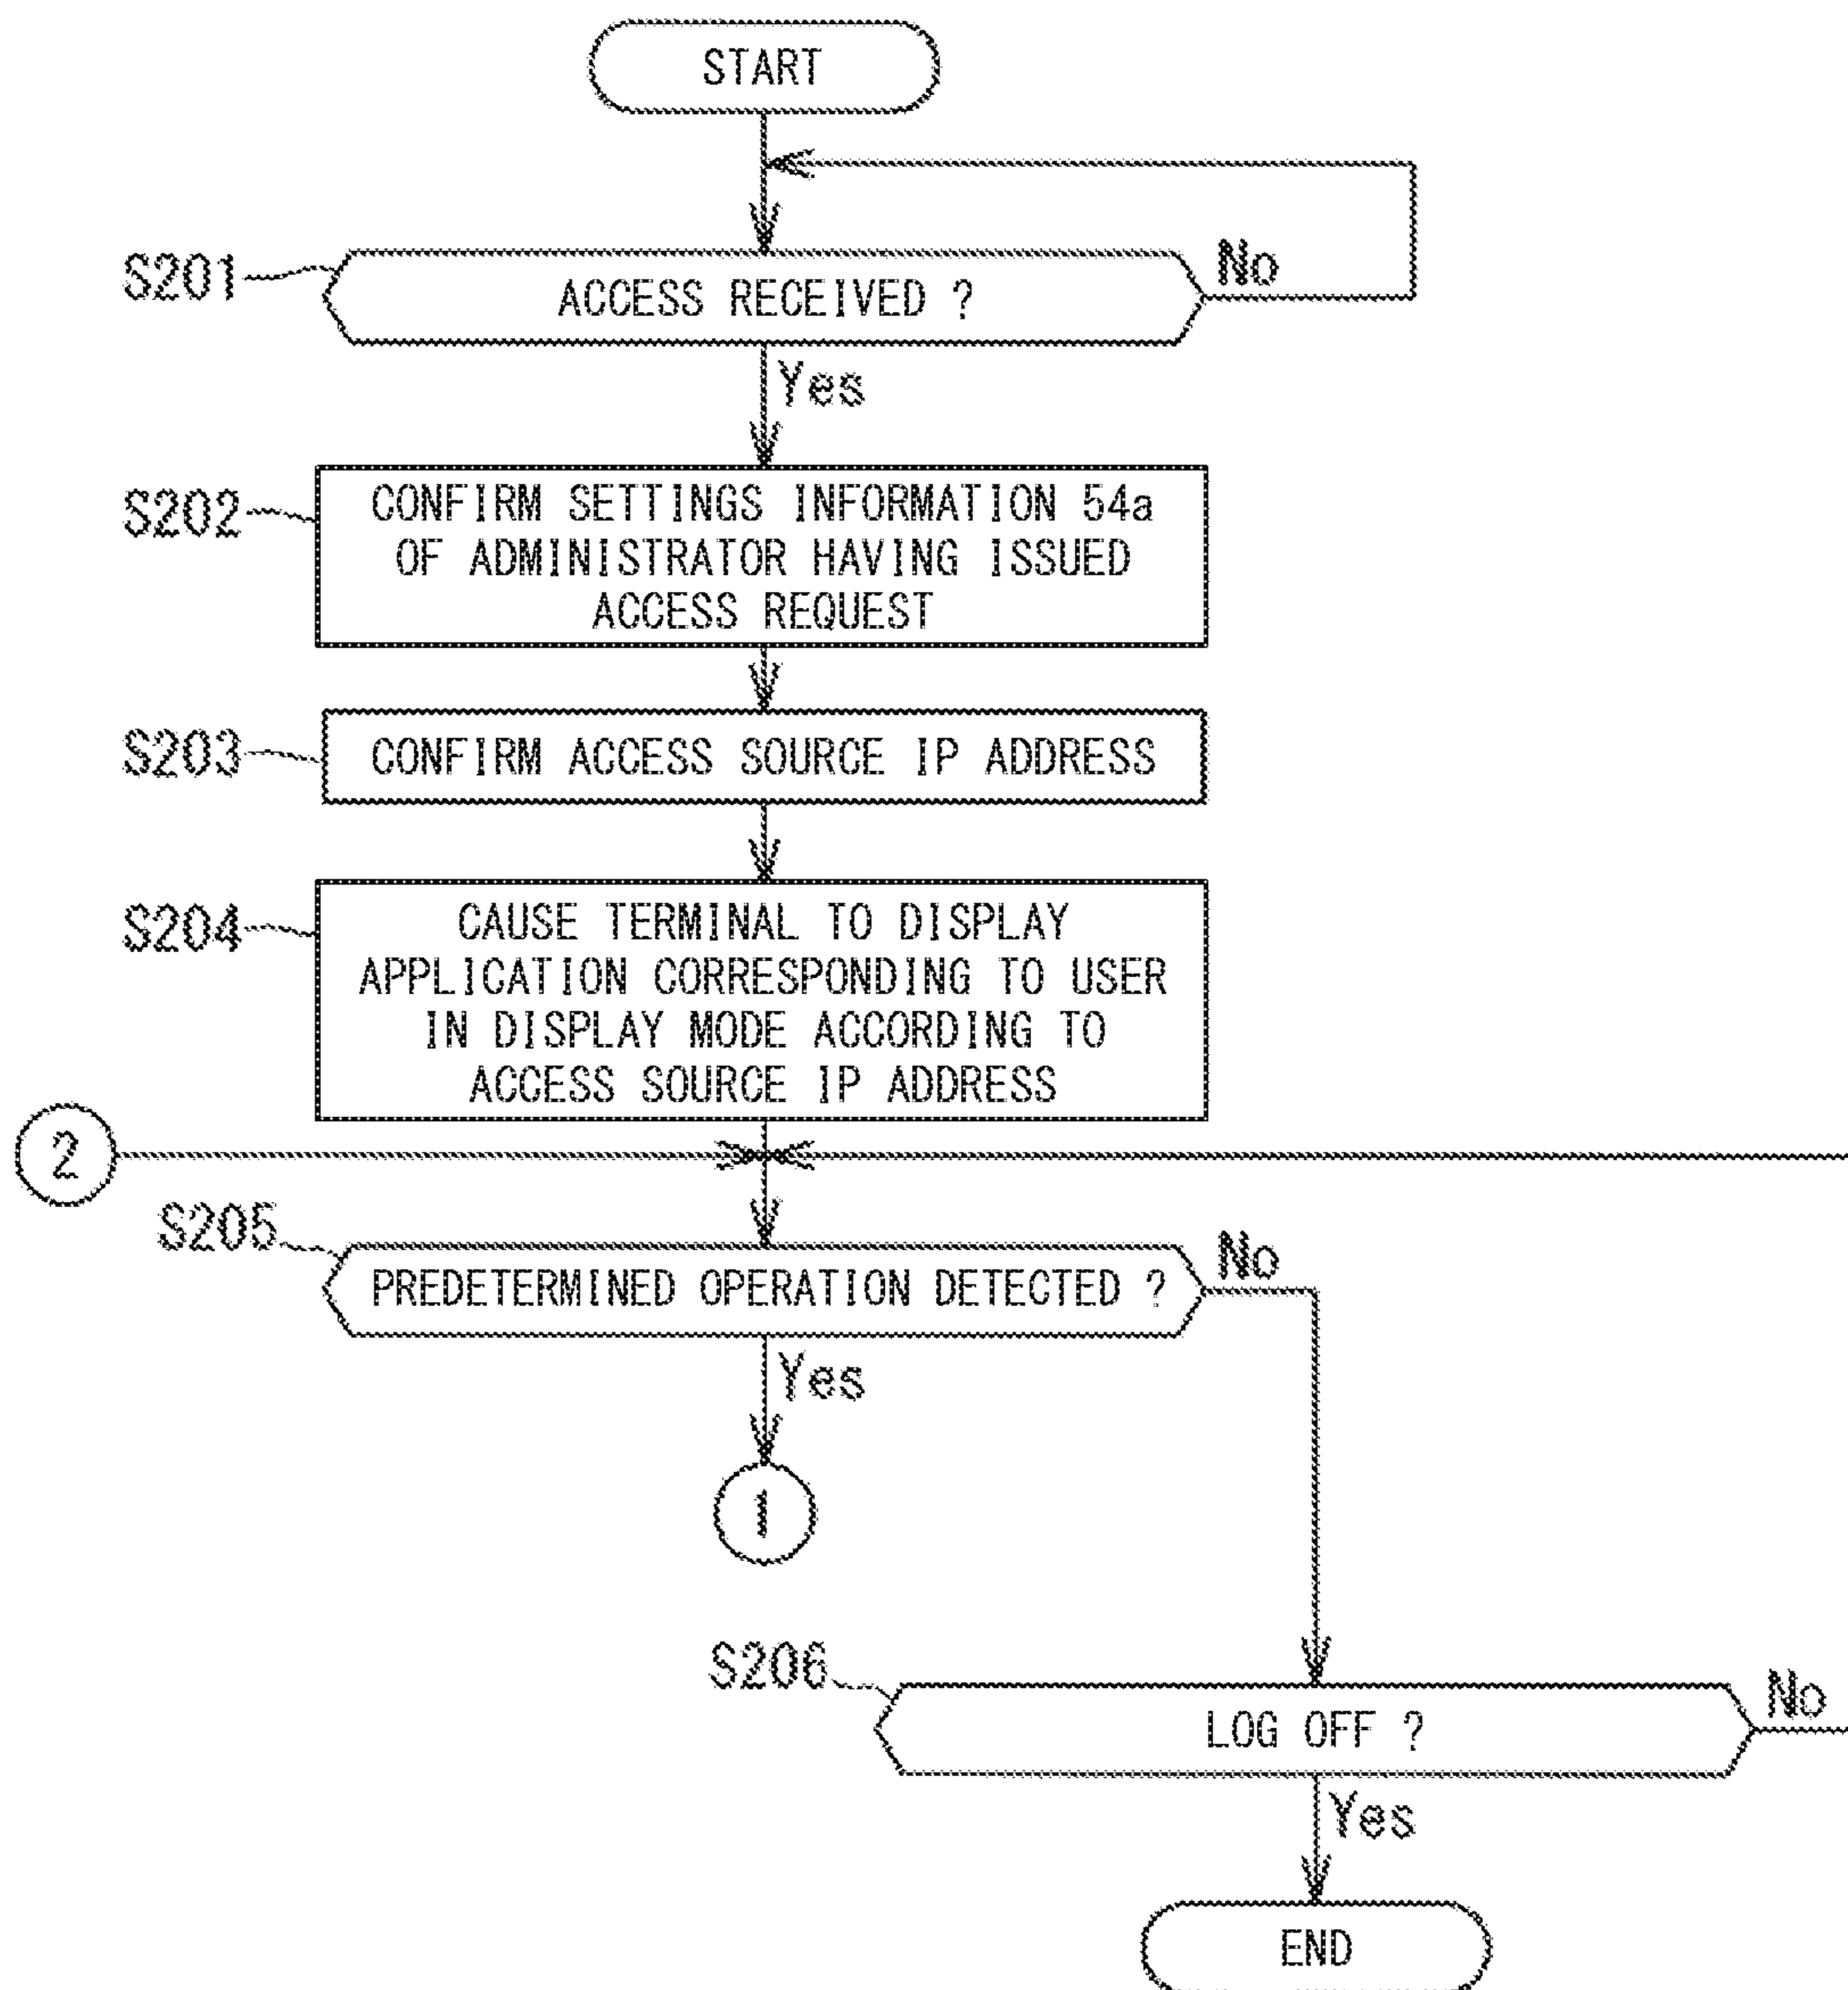 START
S201
ACCESS RECEIVED ?
No
Yes
S202
CONFIRM SETTINGS INFORMATION 54a
OF ADMINISTRATOR HAVING ISSUED
ACCESS REQUEST
S203
CONFIRM ACCESS SOURCE IP ADDRESS
S204
CAUSE TERMINAL TO DISPLAY
APPLICATION CORRESPONDING TO USER
IN DISPLAY MODE ACCORDING TO
ACCESS SOURCE IP ADDRESS
2
S205
PREDETERMINED OPERATION DETECTED ?
No
Yes
1
S206
LOG OFF ?
No
Yes
END